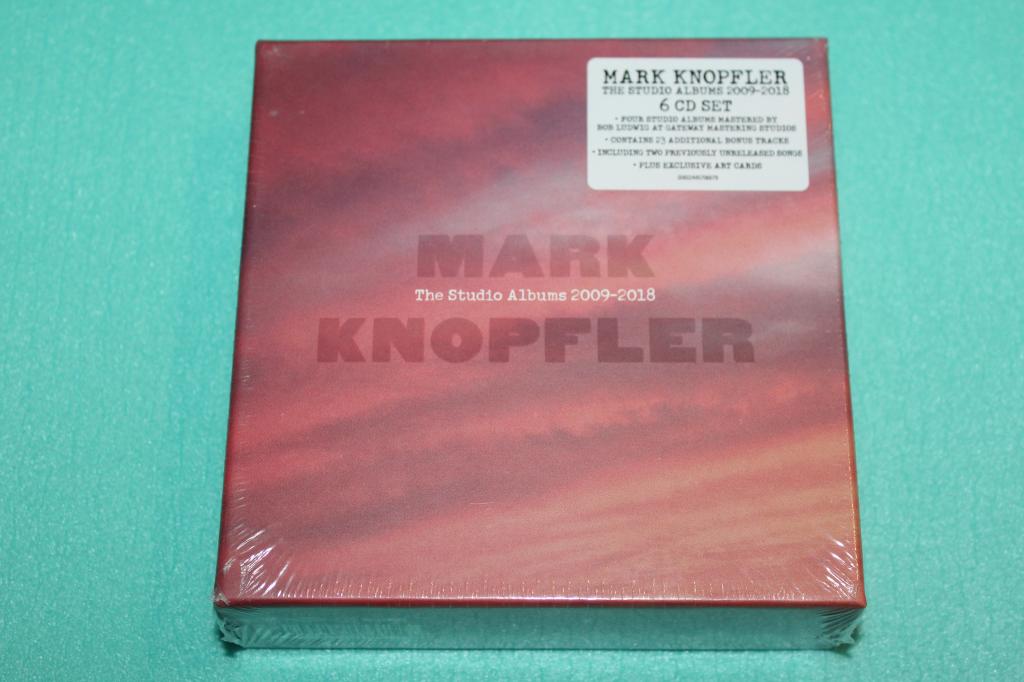 MARK KNOPFLER
THE STUDIO ALBUMS 2009-2018
6 CD SET
• FOUR STUDIO ALBUMS MASTERED BY
BOB LUDWIG AT GATEWAY MASTERING STUDIOS
• CONTAINS 23 ADDITIONAL BONUS TRACKS
• INCLUDING TWO PREVIOUSLY UNRELEASED SONGS
• PLUS EXCLUSIVE ART CARDS
MARK
The Studio Albums 2009-2018
KNOPFLER